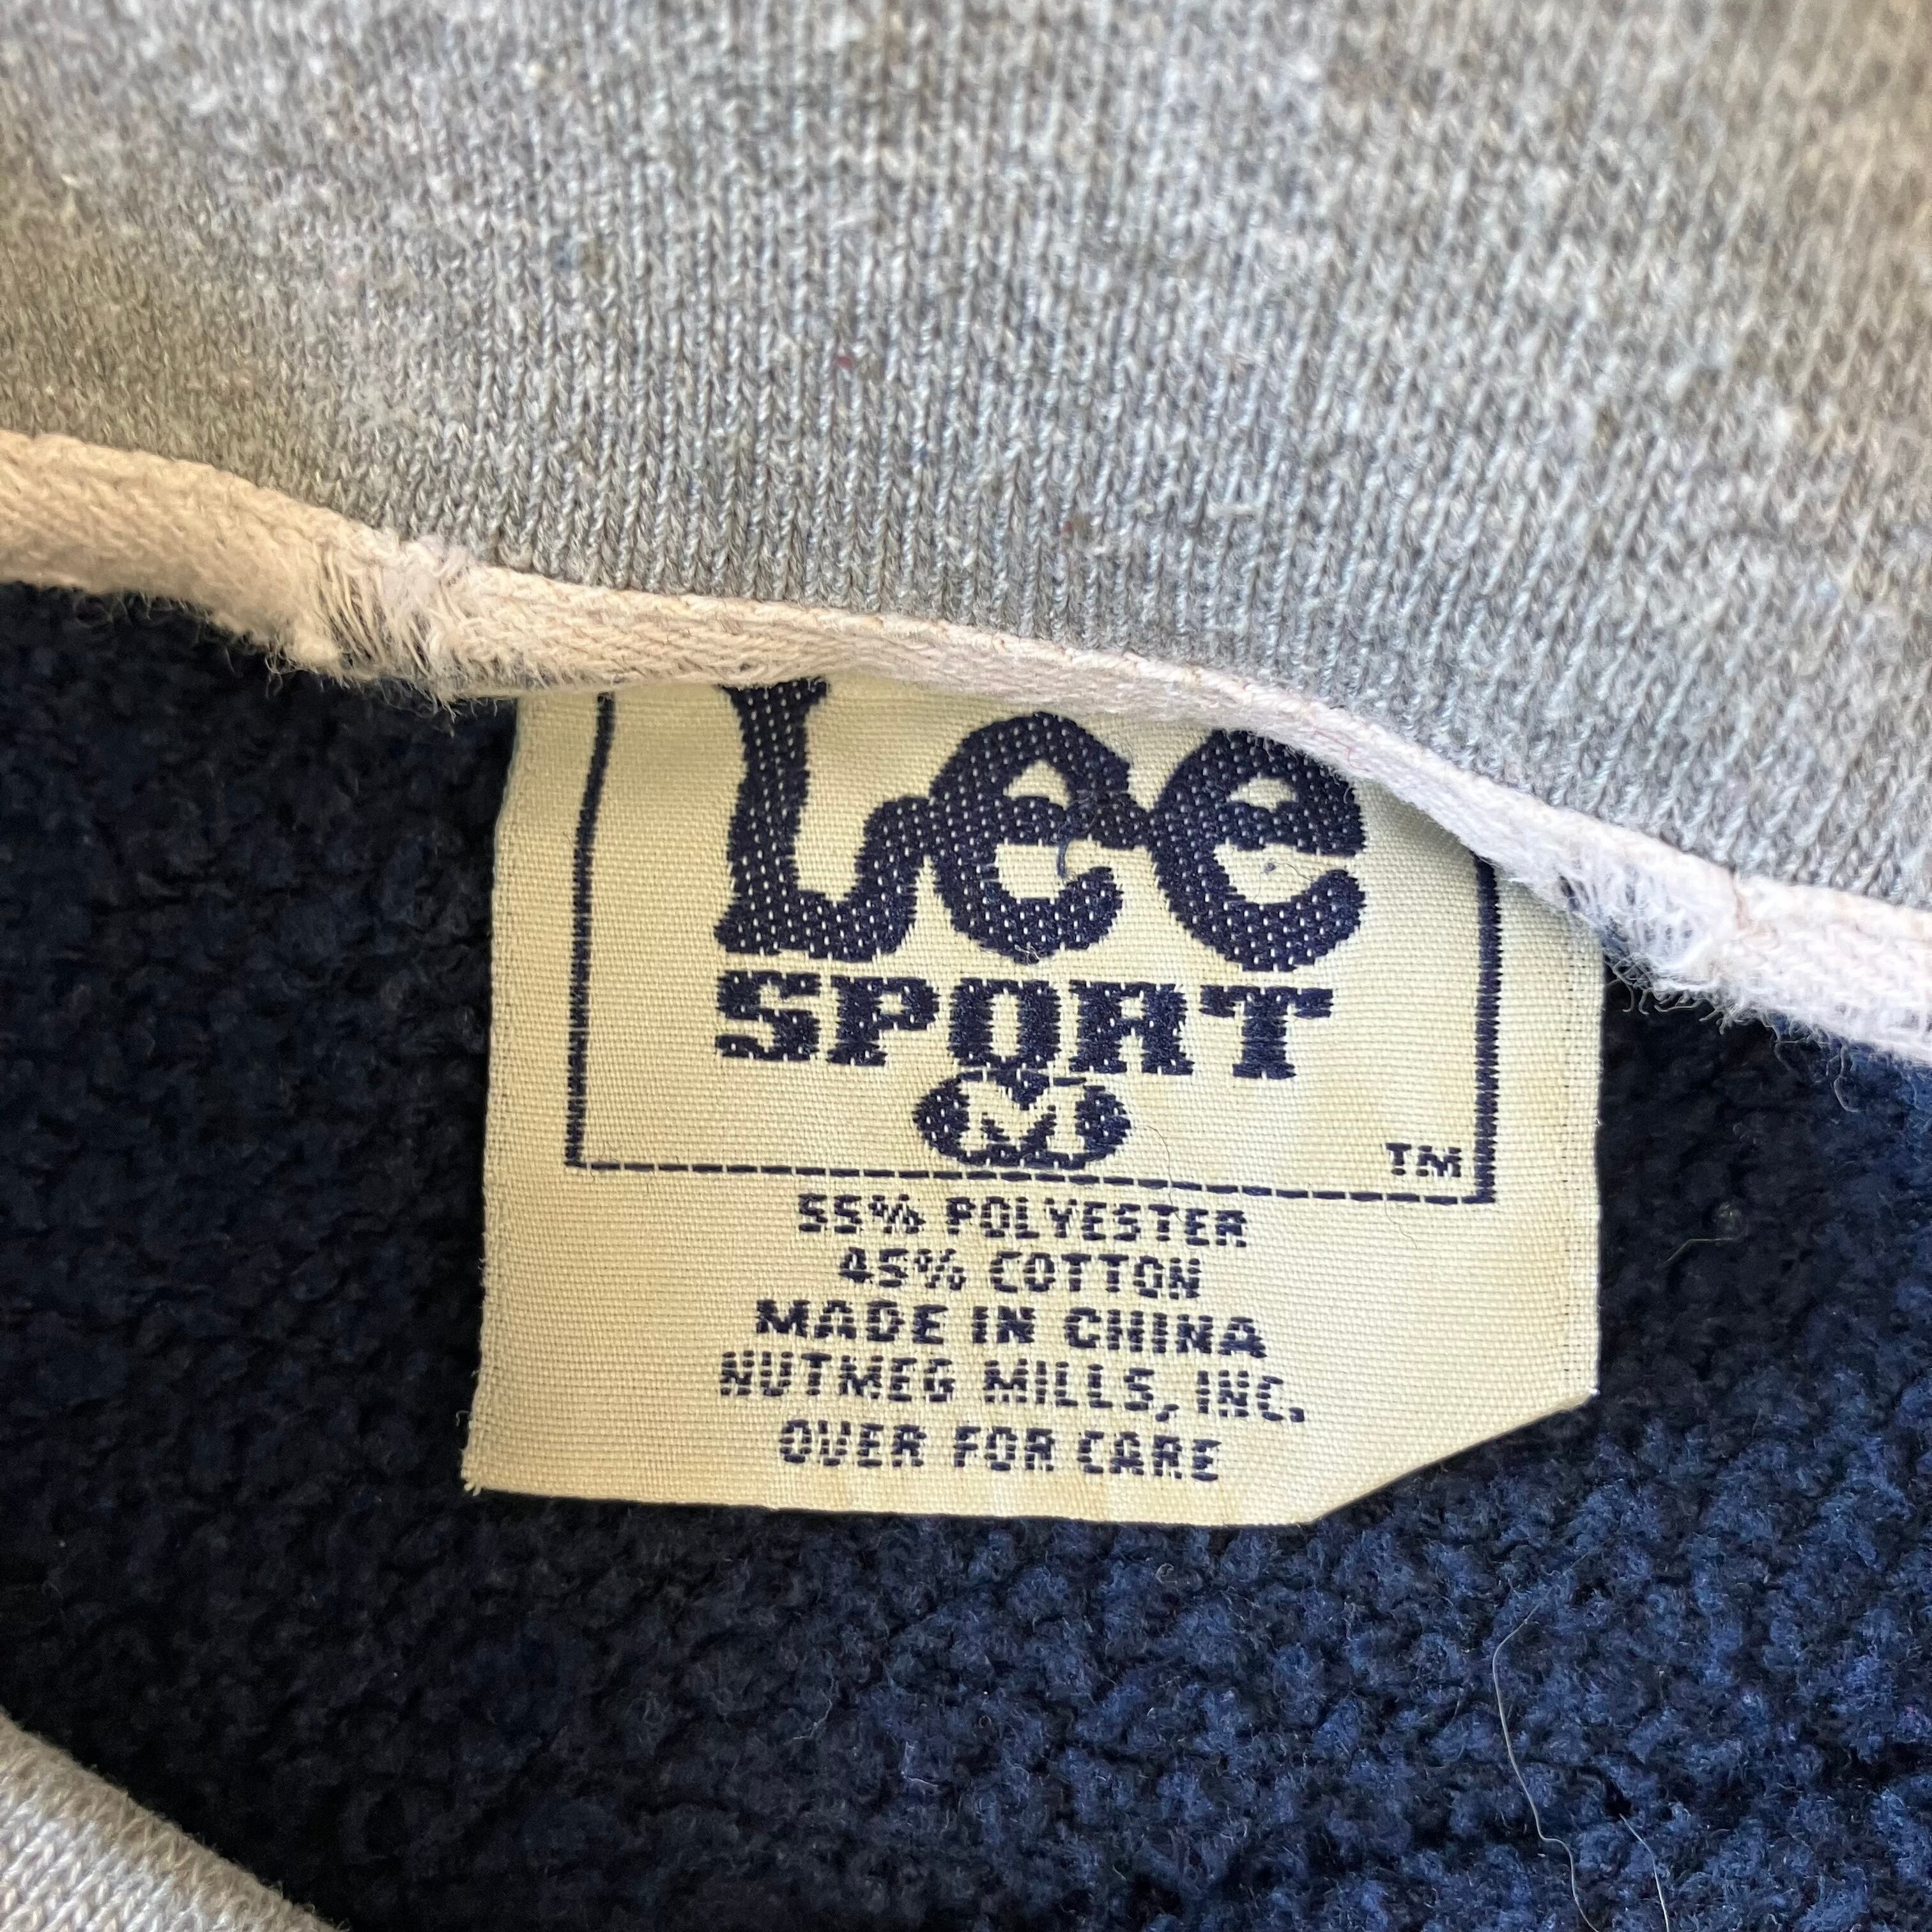 Lee
SPORT
M
TM
55% POLYESTER
45% COTTON
MADE IN CHINA
NUTMEG MILLS, INC.
OVER FOR CARE